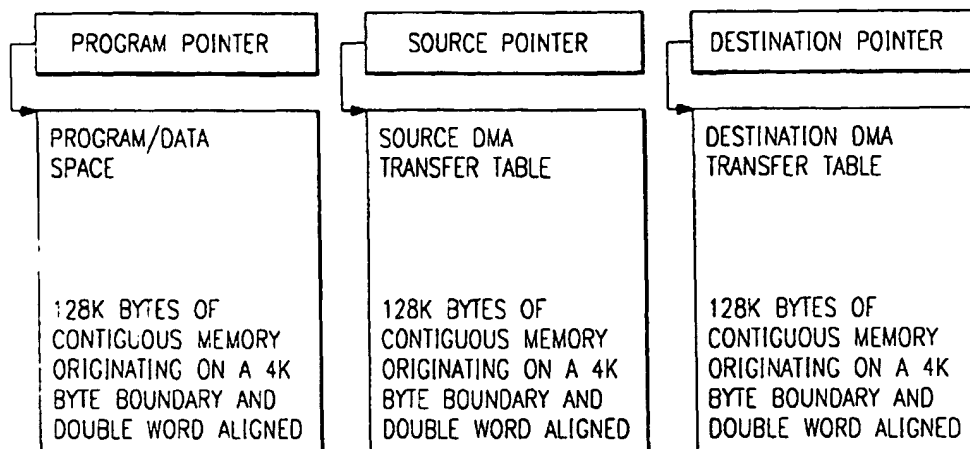 PROGRAM POINTER
PROGRAM/DATA
SPACE
128K BYTES OF
CONTIGUOUS MEMORY
ORIGINATING ON A 4K
BYTE BOUNDARY AND
DOUBLE WORD ALIGNED
SOURCE POINTER
SOURCE DMA
TRANSFER TABLE
128K BYTES OF
CONTIGUOUS MEMORY
ORIGINATING ON A 4K
BYTE BOUNDARY AND
DOUBLE WORD ALIGNED
DESTINATION POINTER
DESTINATION DMA
TRANSFER TABLE
128K BYTES OF
CONTIGUOUS MEMORY
ORIGINATING ON A 4K
BYTE BOUNDARY AND
DOUBLE WORD ALIGNED